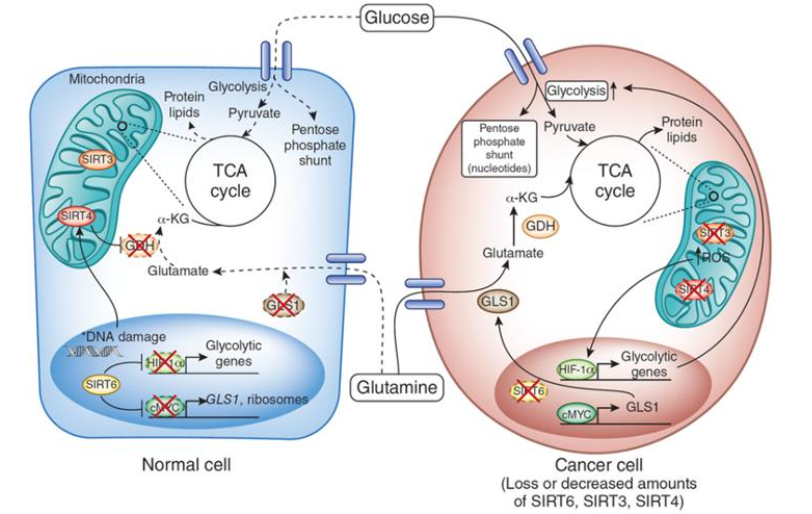 Glucose
Mitochondria
Glycolysis
Protein
lipids
Pyruvate
Pentose
phosphate
shunt
TCA
cycle
SIRT3
SIRT4
GDH
α-KG
Glutamate
GLS1
*DNA damage
SIRT6
HIF-1α
Glycolytic
genes
cMYC
GLS1, ribosomes
Normal cell
Glutamine
Glycolysis
Pentose
phosphate
shunt
(nucleotides)
Pyruvate
Protein
lipids
TCA
cycle
α-KG
GDH
Glutamate
GLS1
SIRT3
ROS
SIRT4
HIF-1α
Glycolytic
genes
SIRT6
cMYC
GLS1
Cancer cell
(Loss or decreased amounts
of SIRT6, SIRT3, SIRT4)